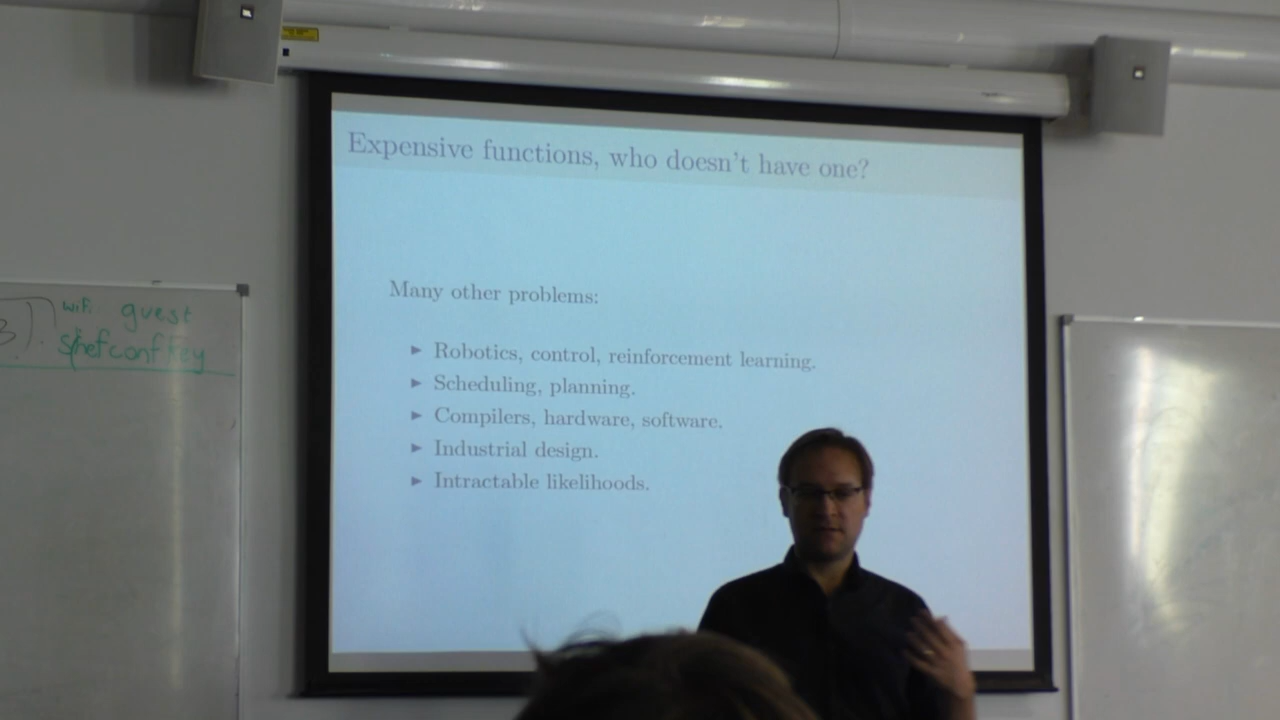 Expensive functions, who doesn't have one?
Many other problems:
► Robotics, control, reinforcement learning.
► Scheduling, planning.
► Compilers, hardware, software.
► Industrial design.
► Intractable likelihoods.
wifi guest